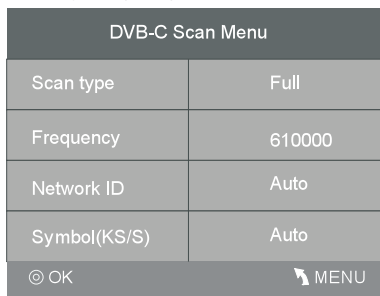 DVB-C Scan Menu
Scan type Full
Frequency 610000
Network ID Auto
Symbol(KS/S) Auto
OK MENU